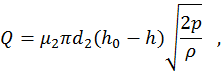 Q = μ₂πd₂(h₀ − h)√(2p/ρ) ,